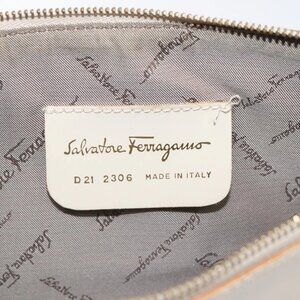 Salvatore Ferragamo
D21 2306 MADE IN ITALY